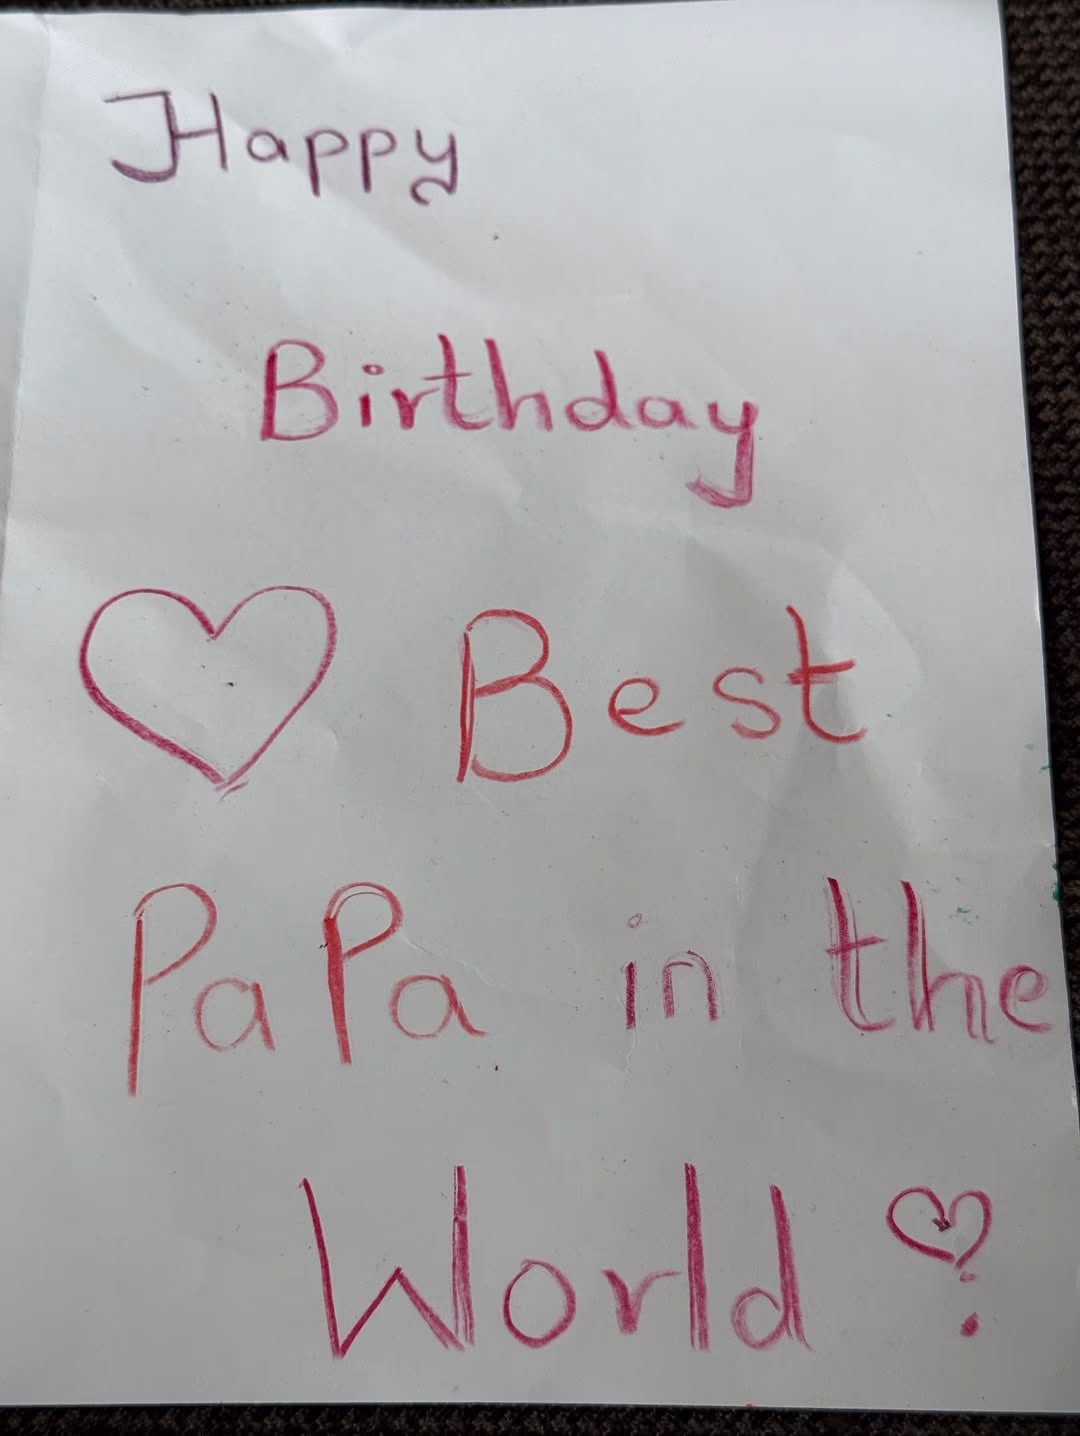 Happy
Birthday
♡ Best
PaPa in the
World ♡